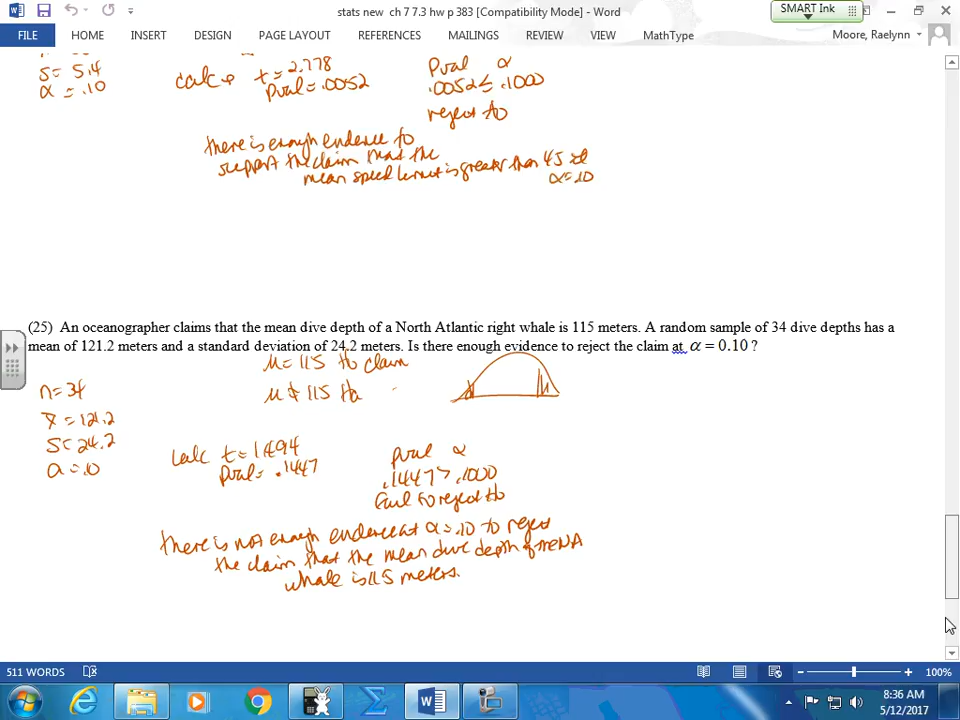 stats new ch 7 7.3 hw p 383 [Compatibility Mode] - Word
SMART Ink
FILE HOME INSERT DESIGN PAGE LAYOUT REFERENCES MAILINGS REVIEW VIEW MathType Moore, Raelynn
s = 5.4
α = .10
calc t = 2.778
pval = .0052
pval α
.0052 ≤ .1000
reject Ho
there is enough evidence to
support the claim that the
mean speed is greater than 45 at
α = .10
(25) An oceanographer claims that the mean dive depth of a North Atlantic right whale is 115 meters. A random sample of 34 dive depths has a
mean of 121.2 meters and a standard deviation of 24.2 meters. Is there enough evidence to reject the claim at α = 0.10 ?
μ = 115 Ho claim
μ ≠ 115 Ha
n = 34
x̄ = 121.2
s = 24.2
α = .10
calc t = 1.494
pval = .1447
pval α
.1447 > .1000
fail to reject Ho
there is not enough evidence at α = .10 to reject
the claim that the mean dive depth of the NA
whale is 115 meters.
511 WORDS
100%
8:36 AM
5/12/2017